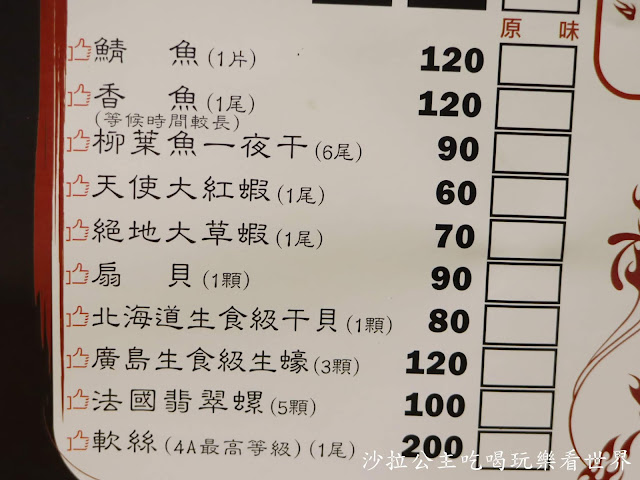 原味
鯖魚(1片) 120
香魚(1尾) 120
(等候時間較長)
柳葉魚一夜干(6尾) 90
天使大紅蝦(1尾) 60
絕地大草蝦(1尾) 70
扇貝(1顆) 90
北海道生食級干貝(1顆) 80
廣島生食級生蠔(3顆) 120
法國翡翠螺(5顆) 100
軟絲(4A最高等級)(1尾) 200
沙拉公主吃喝玩樂看世界